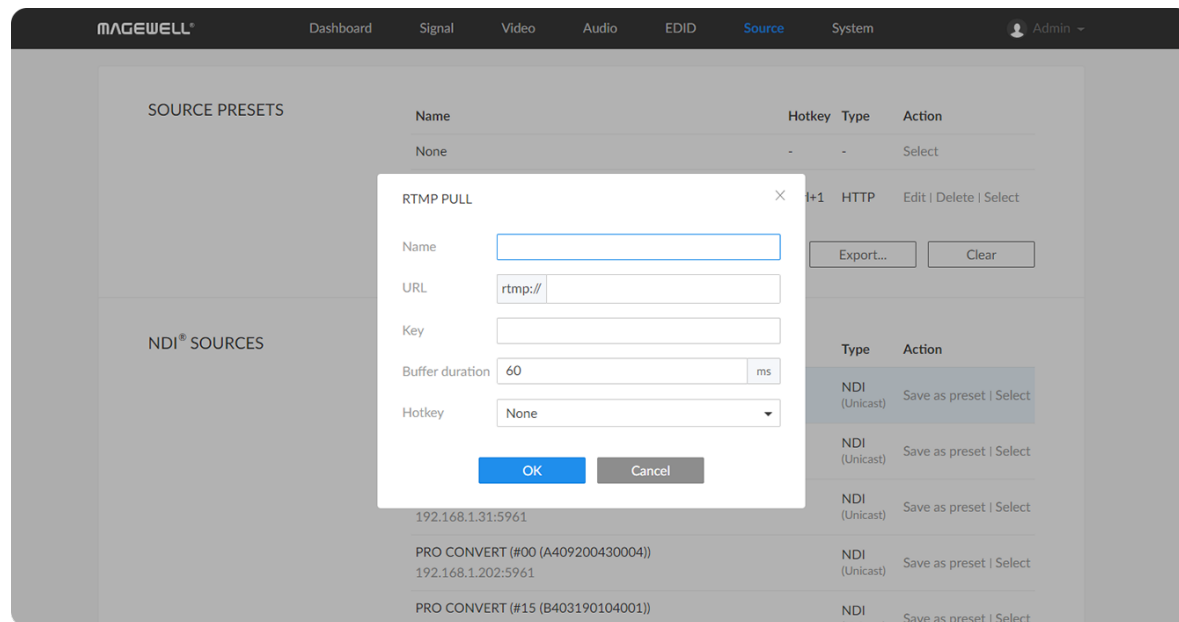 MAGEWELL®
Dashboard Signal Video Audio EDID Source System Admin
SOURCE PRESETS
Name Hotkey Type Action
None - - Select
l+1 HTTP Edit | Delete | Select
Export... Clear
RTMP PULL
Name
URL rtmp://
Key
Buffer duration 60 ms
Hotkey None
OK Cancel
NDI® SOURCES
Type Action
NDI
(Unicast) Save as preset | Select
NDI
(Unicast) Save as preset | Select
NDI
(Unicast) Save as preset | Select
192.168.1.31:5961
PRO CONVERT (#00 (A409200430004)) NDI
192.168.1.202:5961 (Unicast) Save as preset | Select
PRO CONVERT (#15 (B403190104001)) NDI
Save as preset | Select